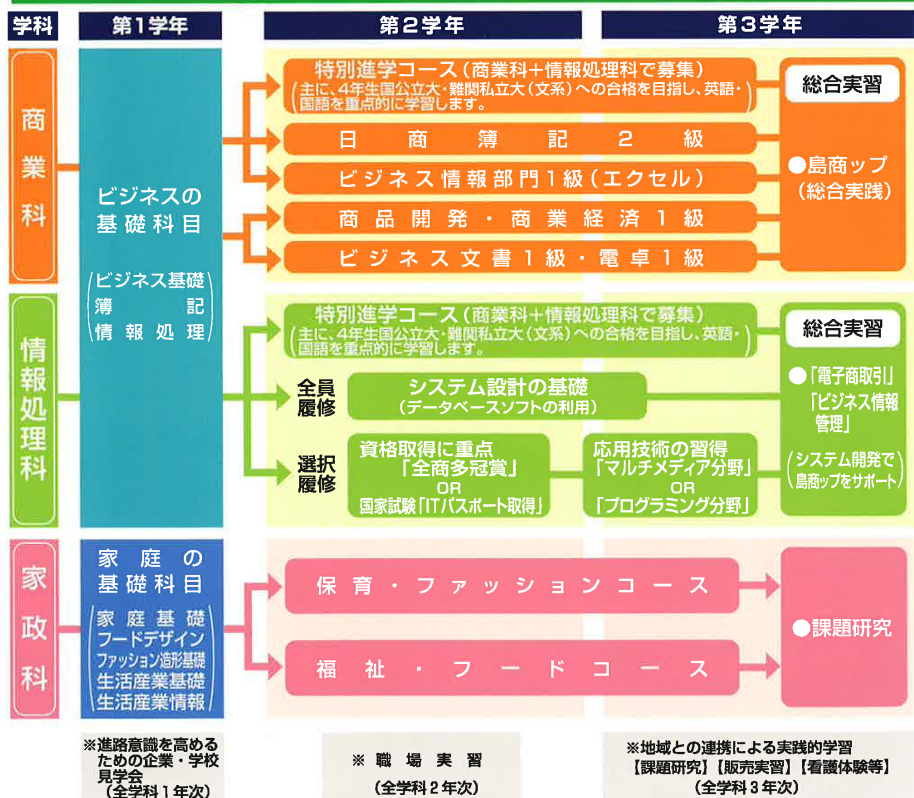 学科
第1学年
第2学年
第3学年
商業科
ビジネスの
基礎科目
(ビジネス基礎
簿記
情報処理)
特別進学コース(商業科+情報処理科で募集)
(主に、4年生国公立大・難関私立大(文系)への合格を目指し、英語・
国語を重点的に学習します。)
日商簿記2級
ビジネス情報部門1級(エクセル)
商品開発・商業経済1級
ビジネス文書1級・電卓1級
総合実習
●島商ップ
(総合実践)
情報処理科
特別進学コース(商業科+情報処理科で募集)
(主に、4年生国公立大・難関私立大(文系)への合格を目指し、英語・
国語を重点的に学習します。)
全員
履修
システム設計の基礎
(データベースソフトの利用)
選択
履修
資格取得に重点
「全商多冠賞」
OR
国家試験「ITパスポート取得」
応用技術の習得
「マルチメディア分野」
OR
「プログラミング分野」
総合実習
●「電子商取引」
「ビジネス情報
管理」
(システム開発で
島商ップをサポート)
家政科
家庭の
基礎科目
(家庭基礎
フードデザイン
ファッション造形基礎
生活産業基礎
生活産業情報)
保育・ファッションコース
福祉・フードコース
●課題研究
※進路意識を高める
ための企業・学校
見学会
(全学科1年次)
※職場実習
(全学科2年次)
※地域との連携による実践的学習
【課題研究】【販売実習】【看護体験等】
(全学科3年次)